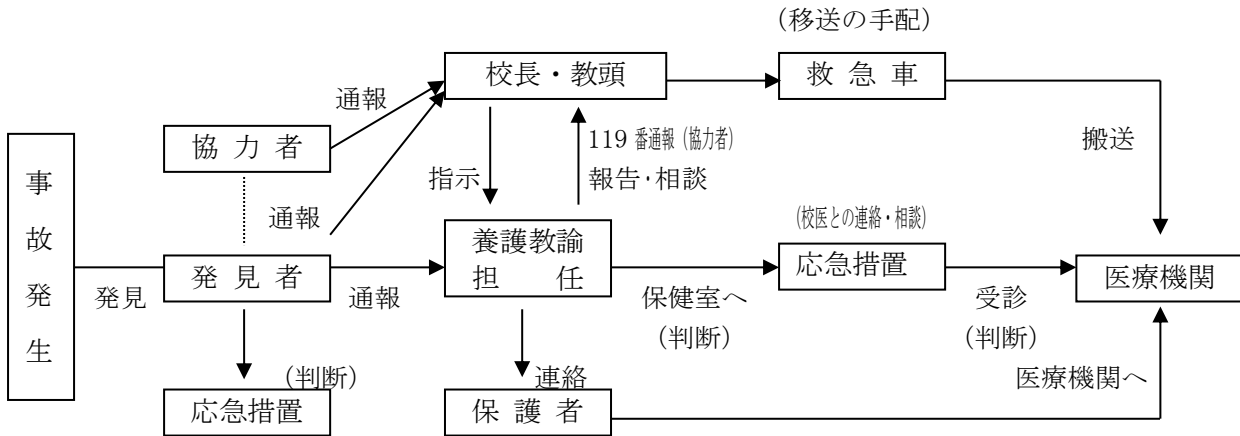 (移送の手配)
校長・教頭
救 急 車
通報
協 力 者
119 番通報 (協力者)
搬送
指示
報告・相談
事故発生
通報
(校医との連絡・相談)
養護教諭
担 任
発 見 者
応急措置
医療機関
発見
通報
保健室へ
受診
(判断)
(判断)
(判断)
連絡
医療機関へ
応急措置
保 護 者